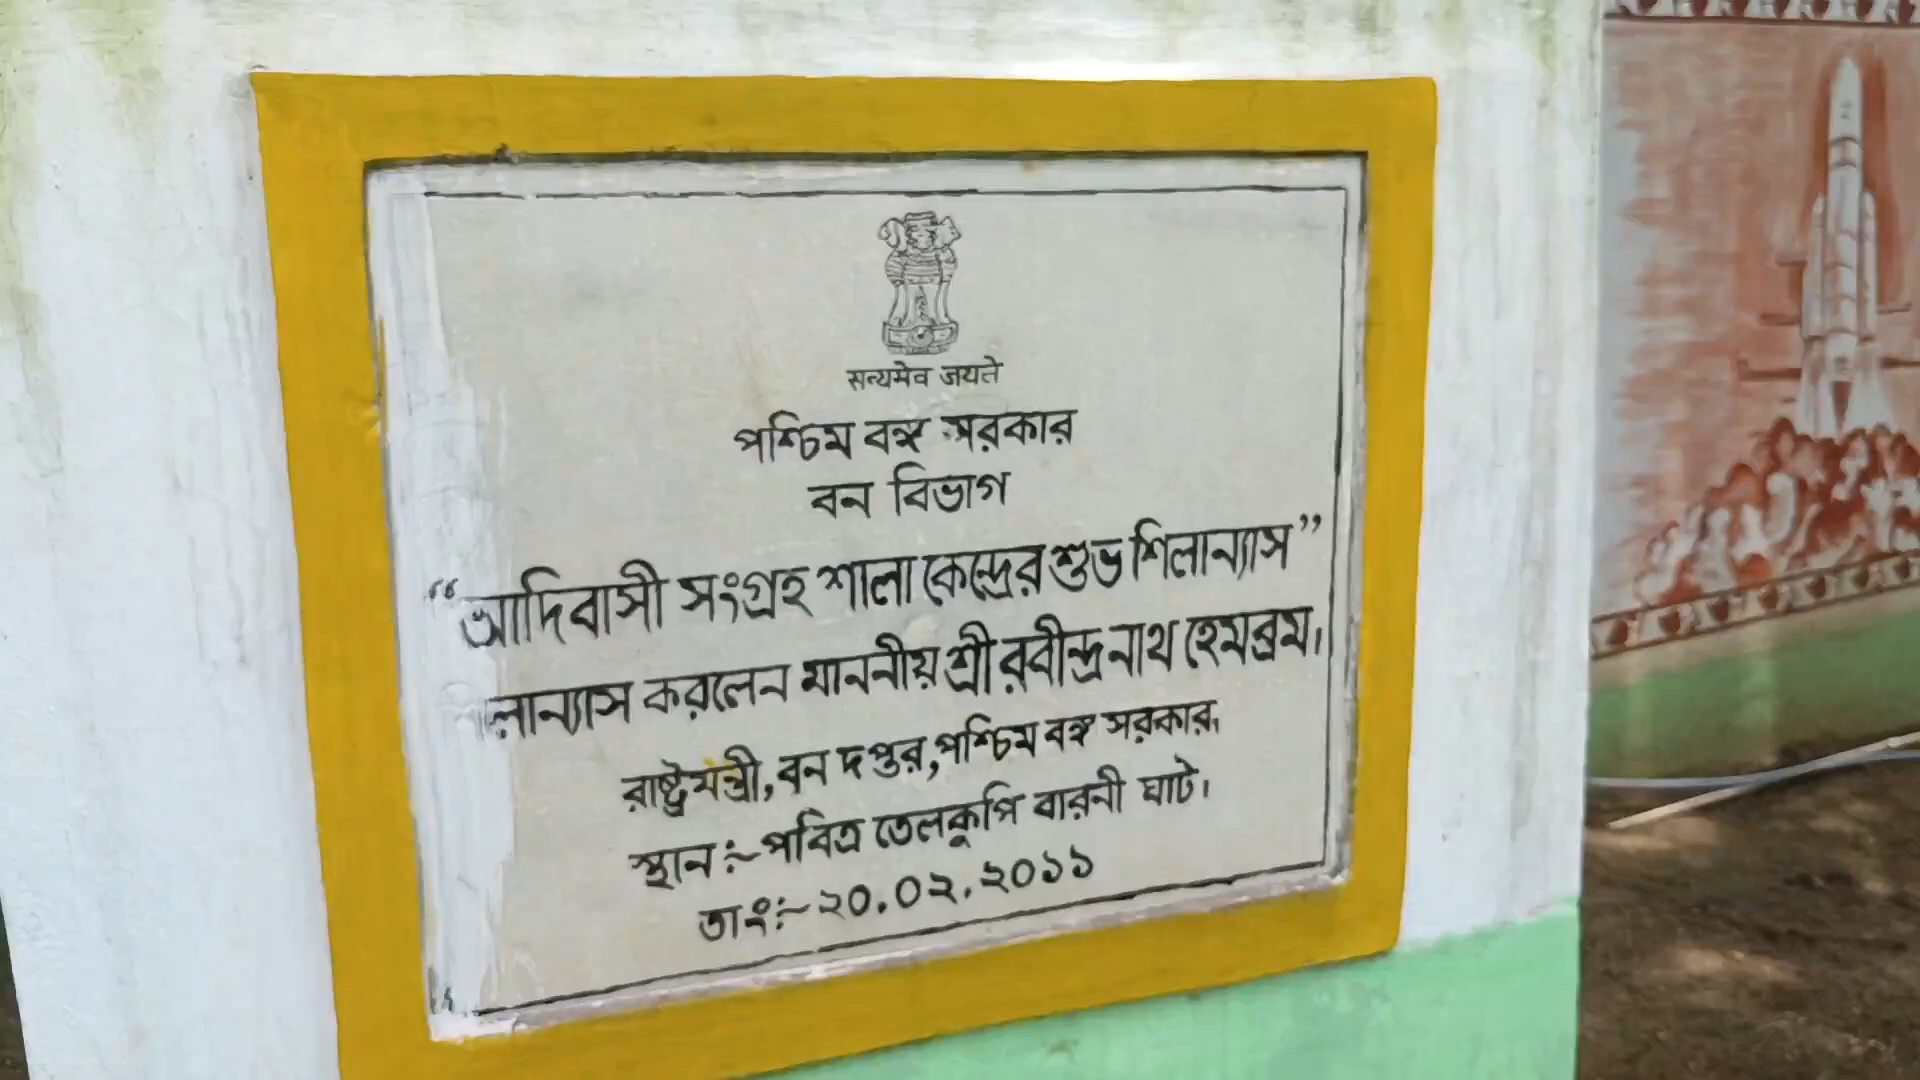 सत्यमेव जयते
পশ্চিম বঙ্গ সরকার
বন বিভাগ
“আদিবাসী সংগ্রহ শালা কেন্দ্রের শুভ শিলান্যাস”
লান্যাস করলেন মাননীয় শ্রী রবীন্দ্র নাথ হেমব্রম।
রাষ্ট্রমন্ত্রী, বন দপ্তর, পশ্চিম বঙ্গ সরকার,
স্থান :~ পবিত্র তেলকুপি বারনী ঘাট।
তাং:~ ২০.০২.২০১১